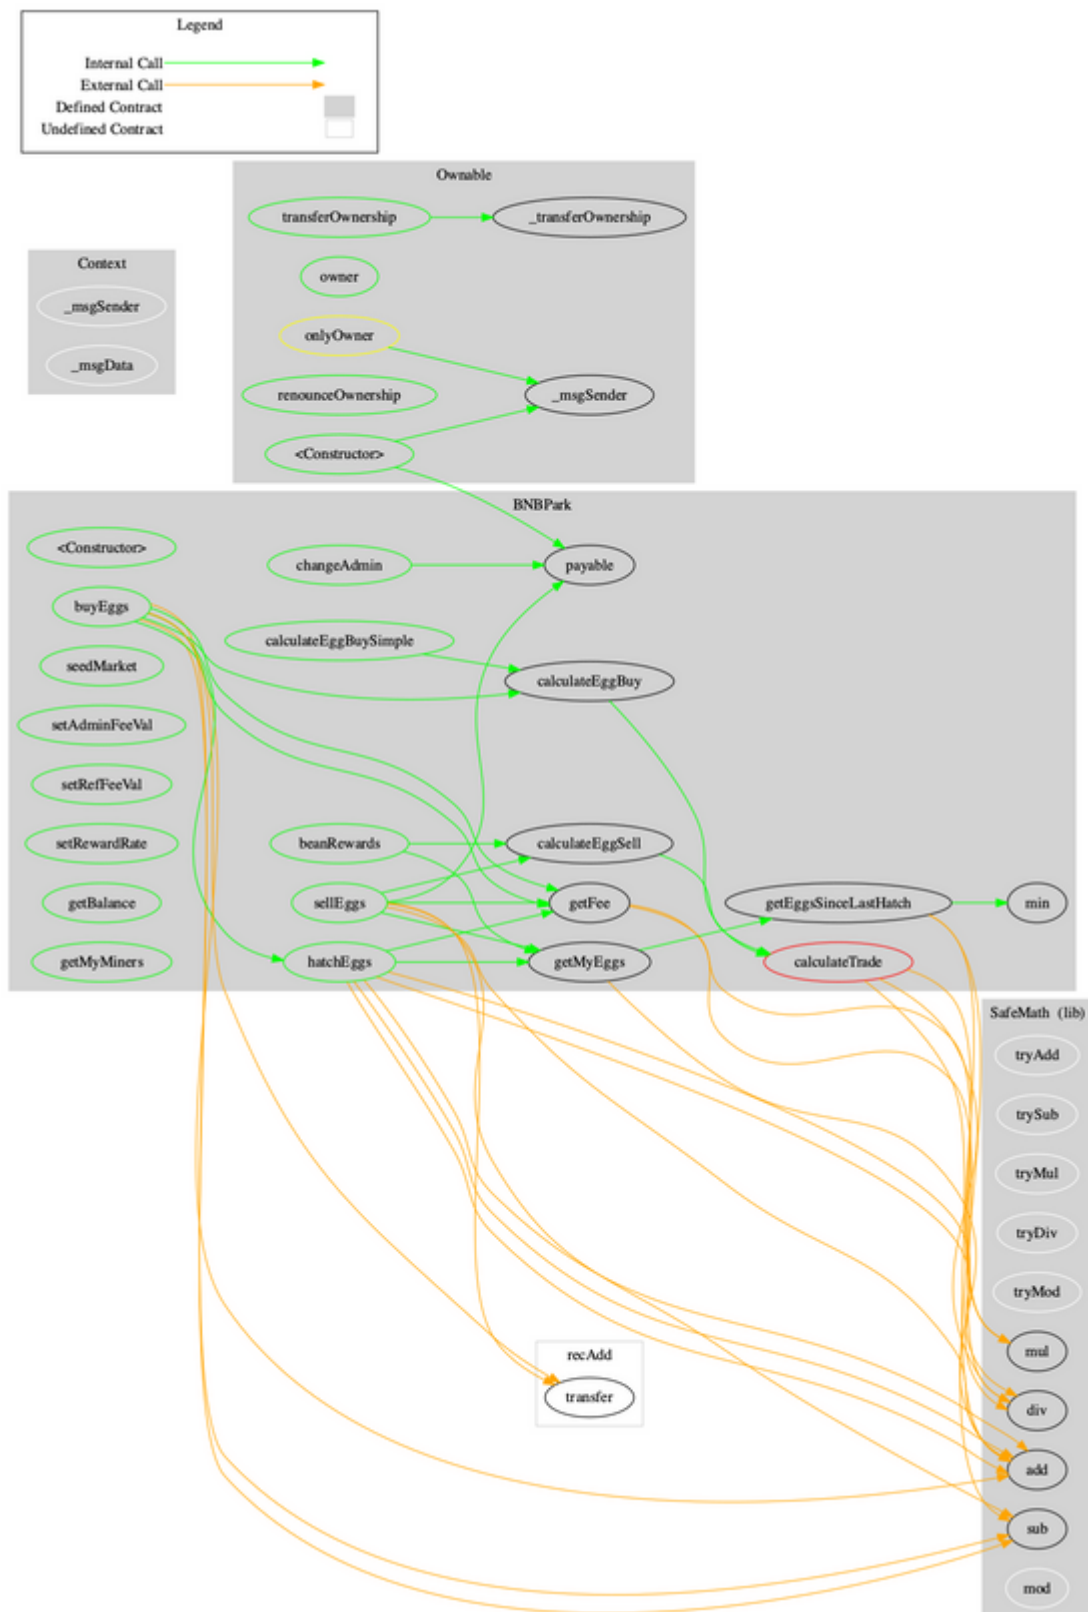 Legend
Internal Call
External Call
Defined Contract
Undefined Contract
Ownable
transferOwnership
_transferOwnership
owner
onlyOwner
renounceOwnership
_msgSender
<Constructor>
Context
_msgSender
_msgData
BNBPark
<Constructor>
changeAdmin
payable
buyEggs
calculateEggBuySimple
seedMarket
calculateEggBuy
setAdminFeeVal
setRefFeeVal
setRewardRate
beanRewards
calculateEggSell
getBalance
sellEggs
getFee
getEggsSinceLastHatch
min
getMyMiners
hatchEggs
getMyEggs
calculateTrade
SafeMath (lib)
tryAdd
trySub
tryMul
tryDiv
tryMod
mul
div
add
sub
mod
recAdd
transfer